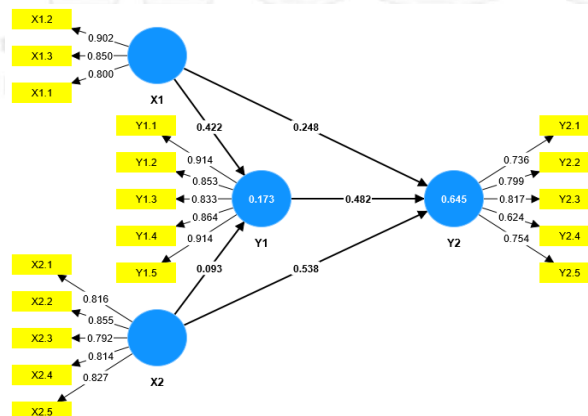 X1.2
X1.3
X1.1
0.902
0.850
0.800
X1
0.422
0.248
Y1.1
Y1.2
Y1.3
Y1.4
Y1.5
0.914
0.853
0.833
0.864
0.914
0.173
Y1
0.482
0.645
Y2
0.736
0.799
0.817
0.624
0.754
Y2.1
Y2.2
Y2.3
Y2.4
Y2.5
0.093
0.538
X2.1
X2.2
X2.3
X2.4
X2.5
0.816
0.855
0.792
0.814
0.827
X2